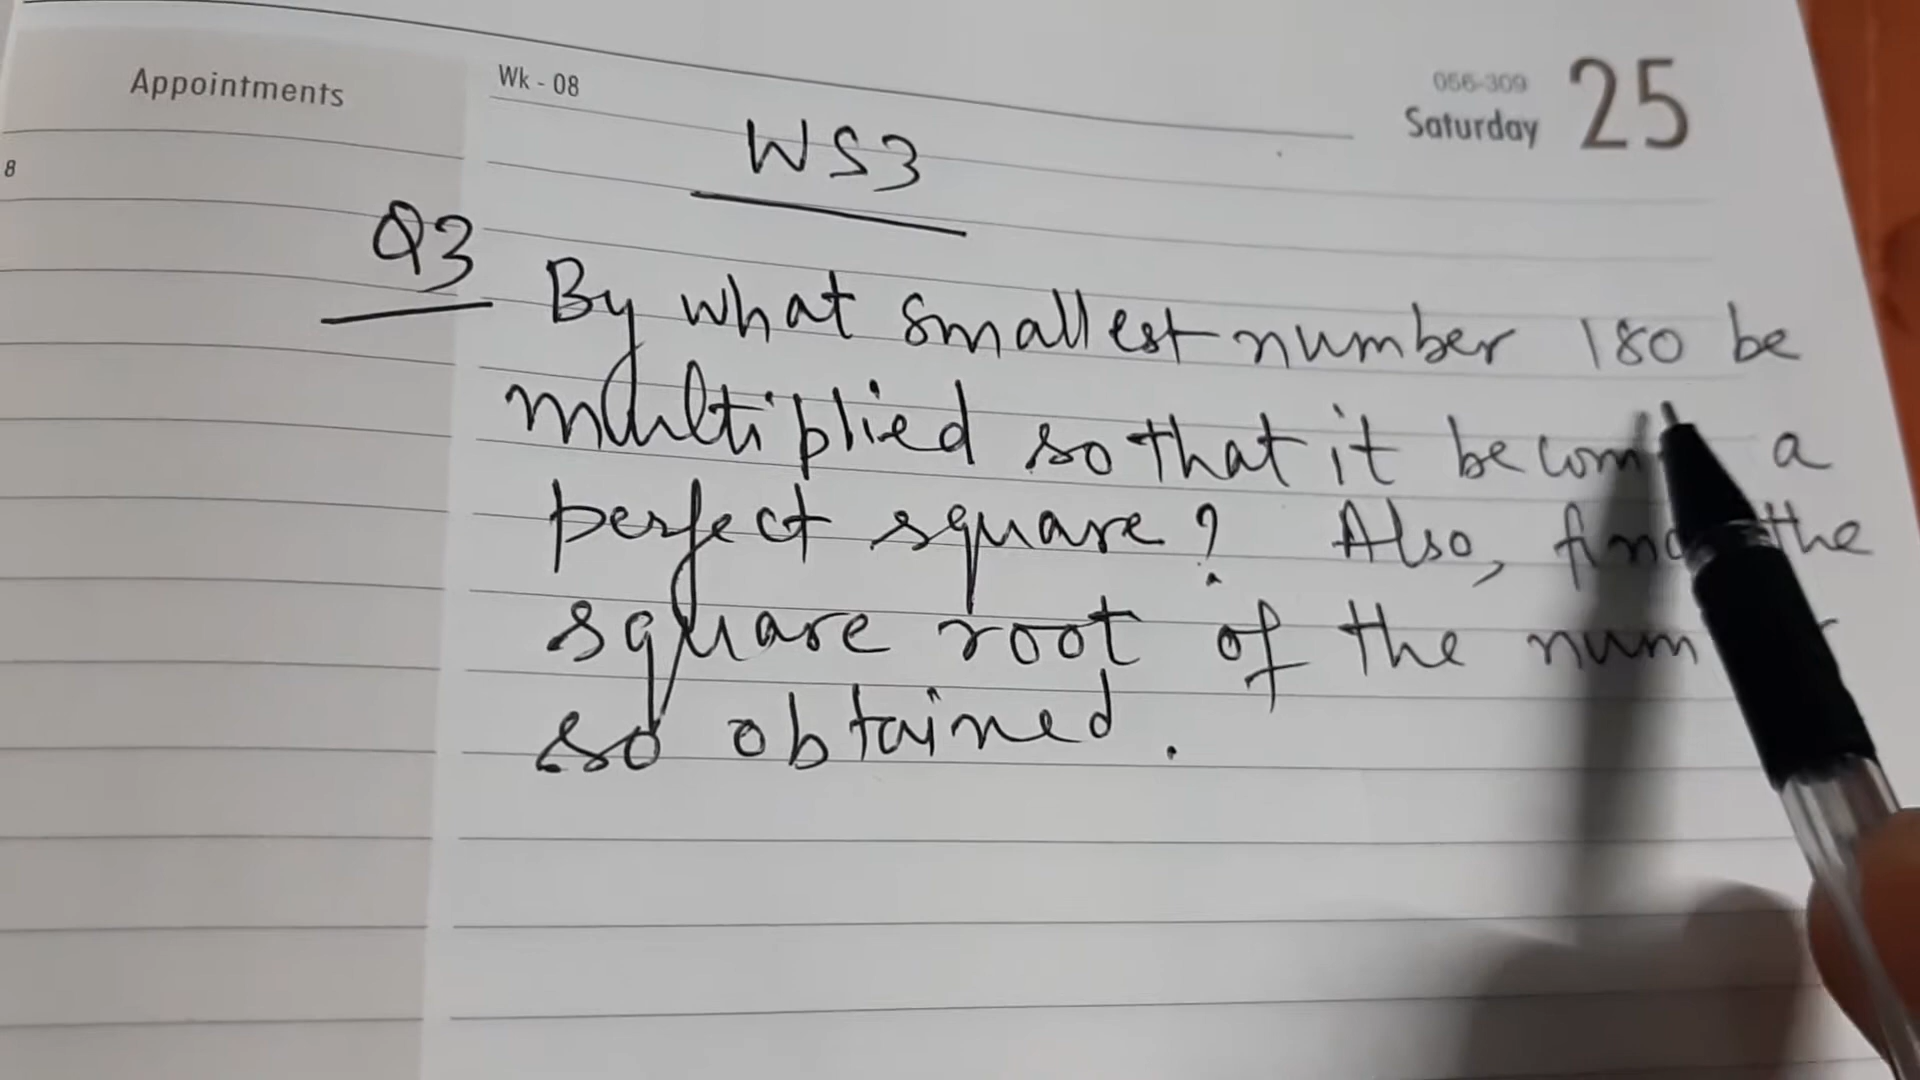 Appointments
Wk - 08
056-309
Saturday 25
8
WS3
Q3 By what smallest number 180 be
multiplied so that it a
perfect square? Also, the
square root of the
so obtained.